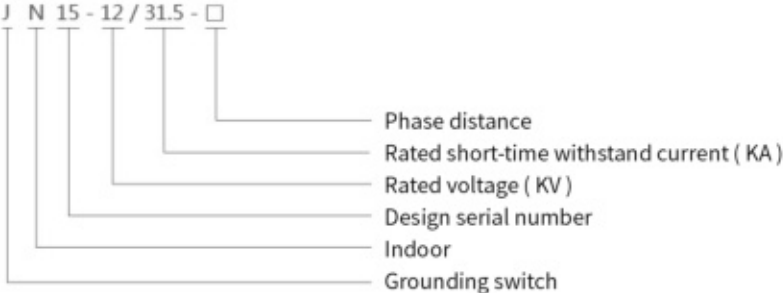 J N 15 - 12 / 31.5 - □
Phase distance
Rated short-time withstand current ( KA )
Rated voltage ( KV )
Design serial number
Indoor
Grounding switch